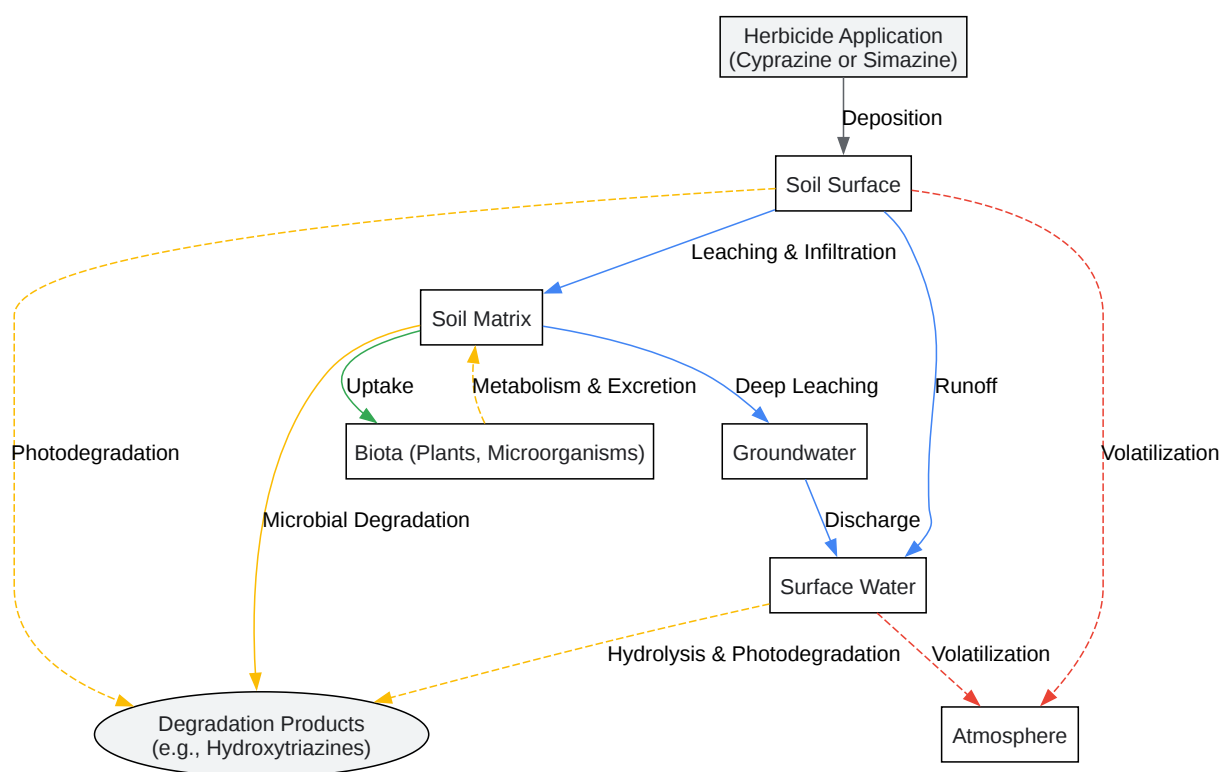 Herbicide Application
(Cyprazine or Simazine)
Deposition
Soil Surface
Leaching & Infiltration
Soil Matrix
Uptake
Metabolism & Excretion
Deep Leaching
Runoff
Photodegradation
Biota (Plants, Microorganisms)
Groundwater
Volatilization
Microbial Degradation
Discharge
Surface Water
Hydrolysis & Photodegradation
Volatilization
Degradation Products
(e.g., Hydroxytriazines)
Atmosphere